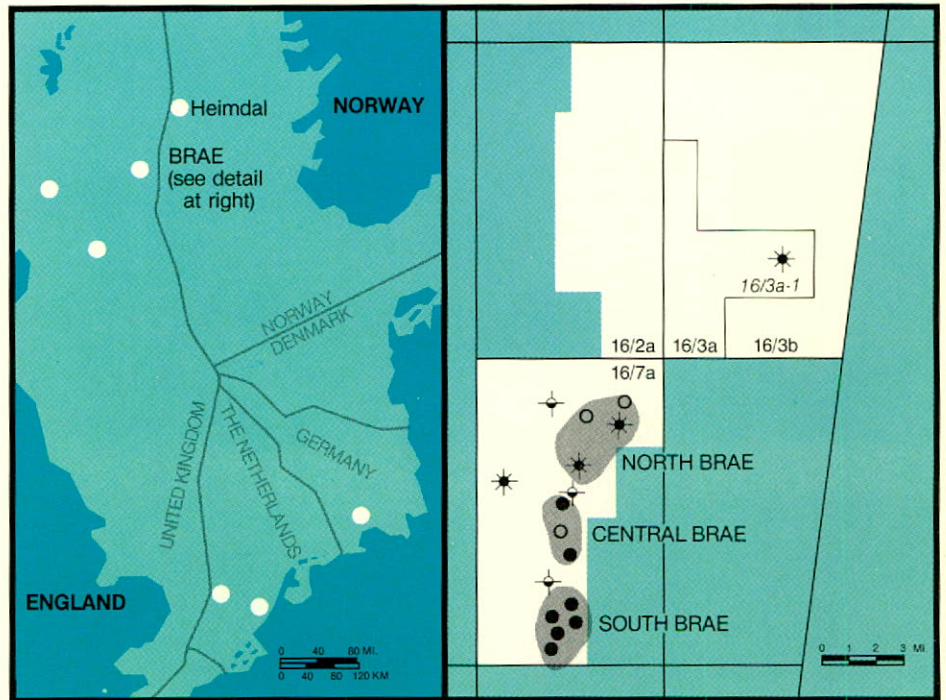 NORWAY
Heimdal
BRAE
(see detail
at right)
NORWAY
DENMARK
UNITED KINGDOM
THE NETHERLANDS
GERMANY
ENGLAND
0 40 80 MI.
0 40 80 120 KM
16/3a-1
16/2a
16/3a
16/3b
16/7a
NORTH BRAE
CENTRAL BRAE
SOUTH BRAE
0 1 2 3 MI.